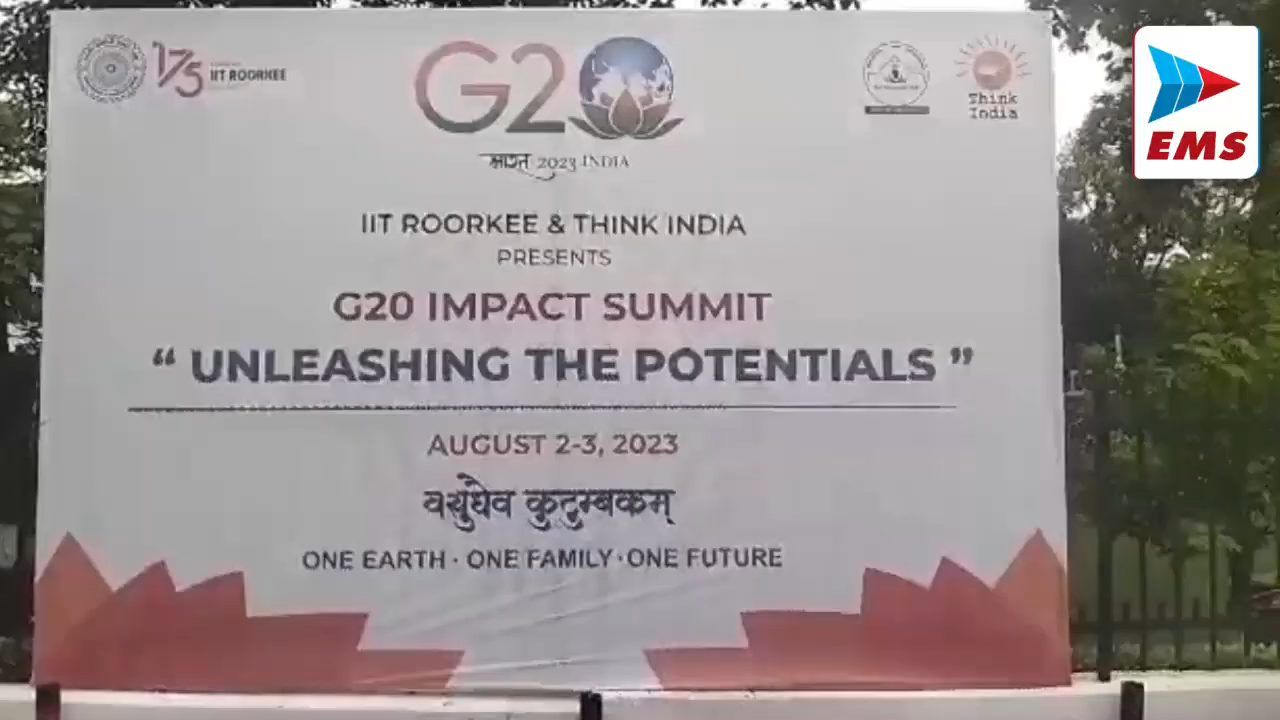 175
IIT ROORKEE
G20
भारत 2023 INDIA
Think
India
EMS
IIT ROORKEE & THINK INDIA
PRESENTS
G20 IMPACT SUMMIT
“ UNLEASHING THE POTENTIALS ”
AUGUST 2-3, 2023
वसुधैव कुटुम्बकम्
ONE EARTH · ONE FAMILY · ONE FUTURE